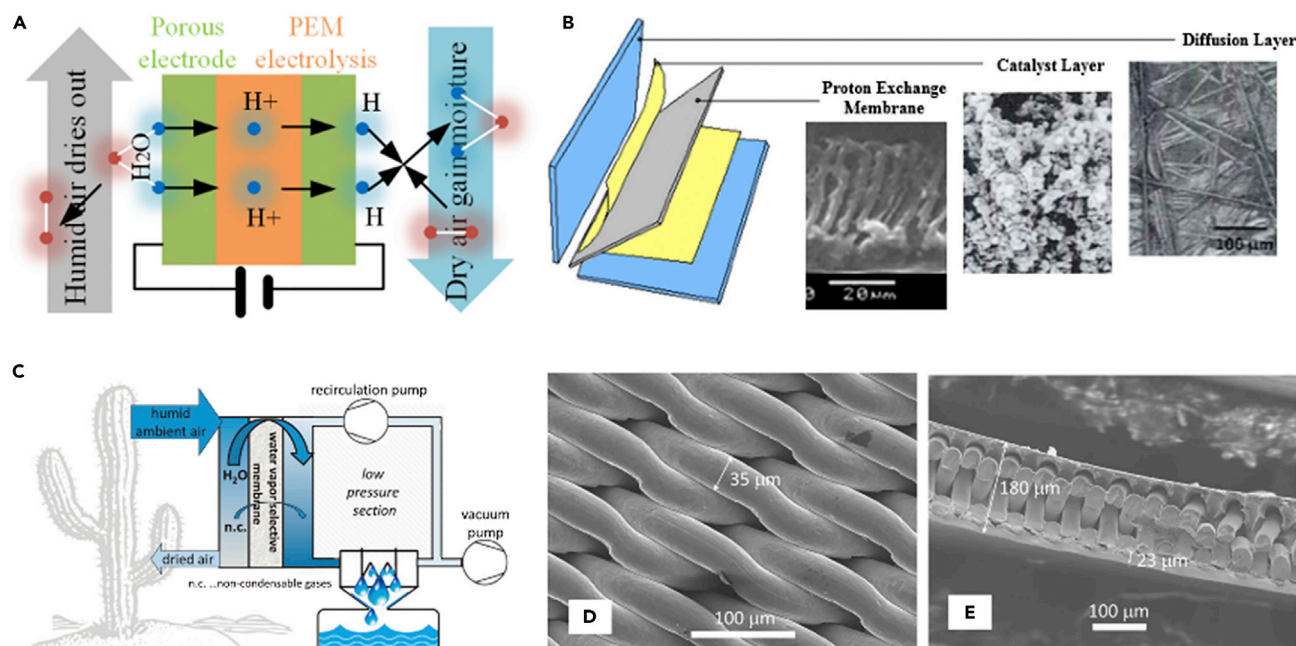 A
Porous
electrode
PEM
electrolysis
Humid air dries out
H2O
H+
H+
H
H
Dry air gain moiture
B
Diffusion Layer
Catalyst Layer
Proton Exchange
Membrane
20 μm
100 μm
C
humid
ambient air
recirculation pump
water vapor selective
membrane
H₂O
n.c.
low
pressure
section
vacuum
pump
dried air
n.c. ...non-condensable gases
D
35 μm
100 μm
E
180 μm
23 μm
100 μm